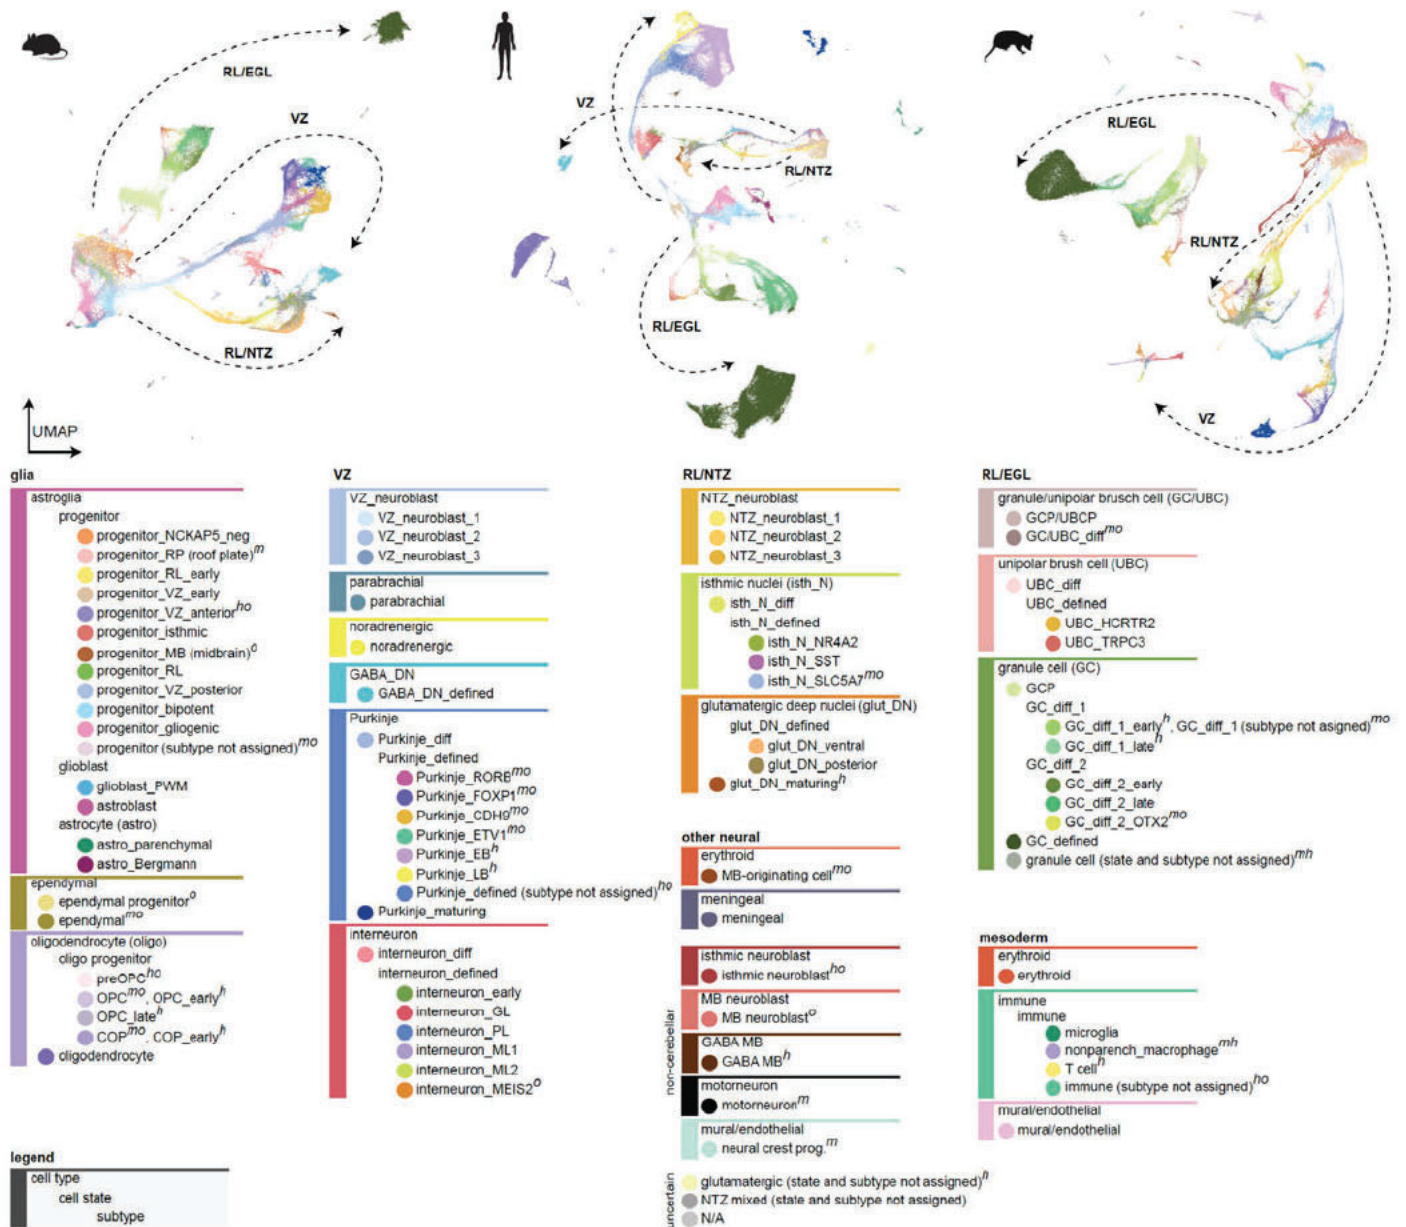 RL/EGL
VZ
RL/NTZ
VZ
RL/NTZ
RL/EGL
RL/EGL
RL/NTZ
VZ
UMAP
glia
astroglia
progenitor
progenitor_NCKAP5_neg
progenitor_RP (roof plate)m
progenitor_RL_early
progenitor_VZ_early
progenitor_VZ_anteriorho
progenitor_isthmic
progenitor_MB (midbrain)o
progenitor_RL
progenitor_VZ_posterior
progenitor_bipotent
progenitor_gliogenic
progenitor (subtype not assigned)mo
glioblast
glioblast_PWM
astroblast
astrocyte (astro)
astro_parenchymal
astro_Bergmann
ependymal
ependymal progenitoro
ependymalmo
oligodendrocyte (oligo)
oligo progenitor
preOPCho
OPCmo, OPC_earlyh
OPC_lateh
COPmo, COP_earlyh
oligodendrocyte
legend
cell type
cell state
subtype
VZ
VZ_neuroblast
VZ_neuroblast_1
VZ_neuroblast_2
VZ_neuroblast_3
parabrachial
parabrachial
noradrenergic
noradrenergic
GABA_DN
GABA_DN_defined
Purkinje
Purkinje_diff
Purkinje_defined
Purkinje_RORBmo
Purkinje_FOXP1mo
Purkinje_CDH9mo
Purkinje_ETV1mo
Purkinje_EBh
Purkinje_LBh
Purkinje_defined (subtype not assigned)ho
Purkinje_maturing
interneuron
interneuron_diff
interneuron_defined
interneuron_early
interneuron_GL
interneuron_PL
interneuron_ML1
interneuron_ML2
interneuron_MEIS2o
RL/NTZ
NTZ_neuroblast
NTZ_neuroblast_1
NTZ_neuroblast_2
NTZ_neuroblast_3
isthmic nuclei (isth_N)
isth_N_diff
isth_N_defined
isth_N_NR4A2
isth_N_SST
isth_N_SLC5A7mo
glutamatergic deep nuclei (glut_DN)
glut_DN_defined
glut_DN_ventral
glut_DN_posterior
glut_DN_maturingh
other neural
erythroid
MB-originating cellmo
meningeal
meningeal
non-cerebellar
isthmic neuroblast
isthmic neuroblastho
MB neuroblast
MB neuroblasto
GABA MB
GABA MBh
motorneuron
motorneuronm
mural/endothelial
neural crest prog.m
uncertain
glutamatergic (state and subtype not assigned)h
NTZ mixed (state and subtype not assigned)
N/A
RL/EGL
granule/unipolar brusch cell (GC/UBC)
GCP/UBCP
GC/UBC_diffmo
unipolar brush cell (UBC)
UBC_diff
UBC_defined
UBC_HCRTR2
UBC_TRPC3
granule cell (GC)
GCP
GC_diff_1
GC_diff_1_earlyh, GC_diff_1 (subtype not asigned)mo
GC_diff_1_lateh
GC_diff_2
GC_diff_2_early
GC_diff_2_late
GC_diff_2_OTX2mo
GC_defined
granule cell (state and subtype not assigned)mh
mesoderm
erythroid
erythroid
immune
immune
microglia
nonparench_macrophagemh
T cellh
immune (subtype not assigned)ho
mural/endothelial
mural/endothelial